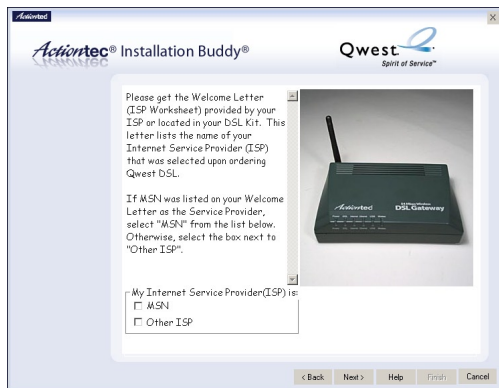 Actiontec
Actiontec® Installation Buddy®
Qwest
Spirit of Service™
Please get the Welcome Letter
(ISP Worksheet) provided by your
ISP or located in your DSL Kit. This
letter lists the name of your
Internet Service Provider (ISP)
that was selected upon ordering
Qwest DSL.
If MSN was listed on your Welcome
Letter as the Service Provider,
select "MSN" from the list below.
Otherwise, select the box next to
"Other ISP".
Actiontec
DSL Gateway
My Internet Service Provider(ISP) is:
MSN
Other ISP
< Back
Next >
Help
Finish
Cancel